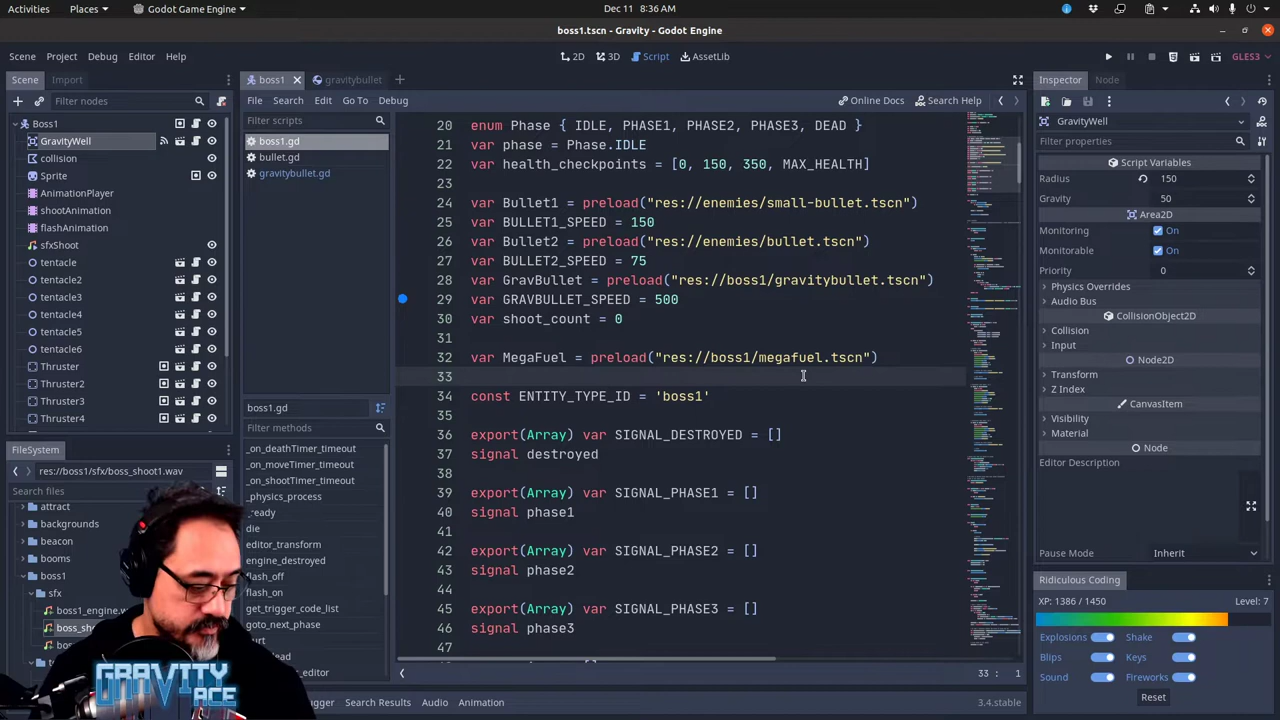 Activities Places Godot Game Engine Dec 11 8:36 AM
boss1.tscn - Gravity - Godot Engine
Scene Project Debug Editor Help 2D 3D Script AssetLib GLES3
Scene Import
Filter nodes
Boss1
GravityWell
collision
Sprite
AnimationPlayer
shootAnimation
flashAnimation
sfxShoot
tentacle
tentacle2
tentacle3
tentacle4
tentacle5
tentacle6
Thruster
Thruster2
Thruster3
Thruster4
FileSystem
res://boss1/sfx/boss_shoot1.wav
Search files
attract
backgrounds
beacon
booms
boss1
sfx
boss1_engine.w
boss_sh
GRAVITY
ACE
boss1 gravitybullet
File Search Edit Go To Debug Online Docs Search Help
Filter scripts
boss1.gd
bullet.gd
gravitybullet.gd
boss1.gd
Filter methods
_on_deathTimer_timeout
_on_moveTimer_timeout
_on_shootTimer_timeout
_physics_process
_ready
die
editor_transform
engine_destroyed
flash_off
flash_on
get_trigger_code_list
goto_next_phase
hurt
enum Phase { IDLE, PHASE1, PHASE2, PHASE3, DEAD }
21 var phase = Phase.IDLE
22 var health_checkpoints = [0, 150, 350, MAX_HEALTH]
23
24 var Bullet1 = preload("res://enemies/small-bullet.tscn")
25 var BULLET1_SPEED = 150
26 var Bullet = preload("res://enemies/bullet.tscn")
27 var BULLET_SPEED = 75
28 var GravBullet = preload("res://boss1/gravitybullet.tscn")
29 var GRAVBULLET_SPEED = 500
30 var shoot_count = 0
31
32 var MegaFuel = preload("res://boss1/megafuel.tscn")
33
34 const ENTITY_TYPE_ID = 'boss1'
35
36 export(Array) var SIGNAL_DESTROYED = []
37 signal destroyed
38
39 export(Array) var SIGNAL_PHASE1 = []
40 signal phase1
41
42 export(Array) var SIGNAL_PHASE2 = []
43 signal phase2
44
45 export(Array) var SIGNAL_PHASE3 = []
46 signal phase3
47
33 : 1
Search Results Audio Animation 3.4.stable
Inspector Node
GravityWell
Filter properties
Script Variables
Radius 150
Gravity 50
Area2D
Monitoring On
Monitorable On
Priority 0
Physics Overrides
Audio Bus
CollisionObject2D
Collision
Input
Node2D
Transform
Z Index
CanvasItem
Visibility
Material
Node
Editor Description
Pause Mode Inherit
Ridiculous Coding
XP: 1386 / 1450 Level: 7
Explosions Shake
Blips Keys
Sound Fireworks
Reset